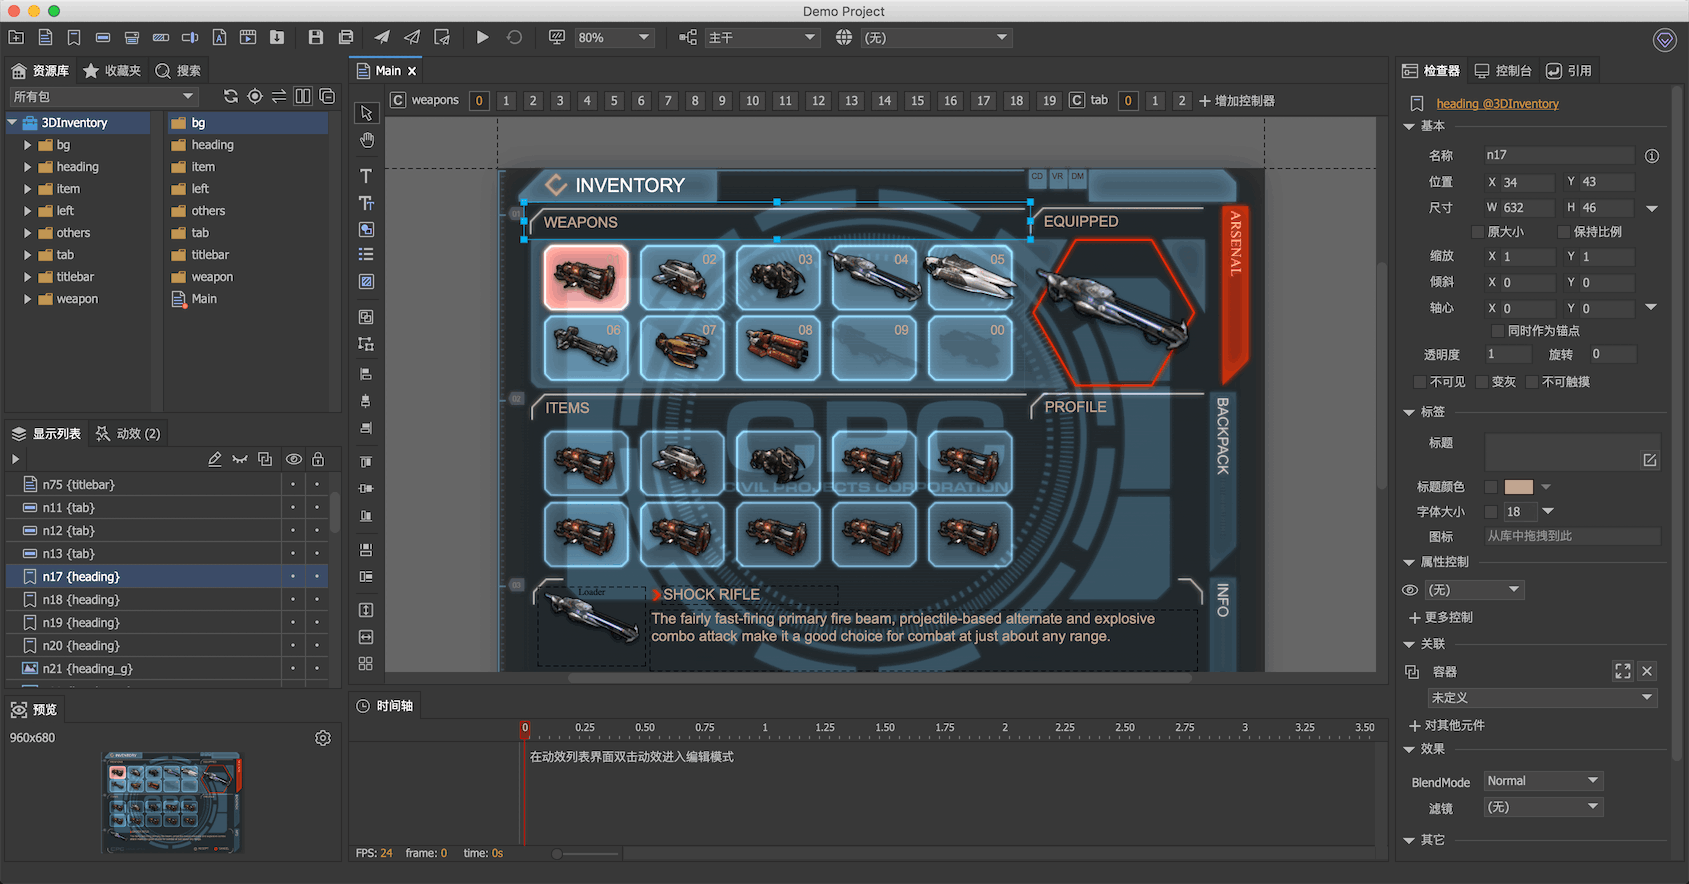 Demo Project
80%
主干
(无)
资源库
收藏夹
搜索
所有包
3DInventory
bg
heading
item
left
others
tab
titlebar
weapon
bg
heading
item
left
others
tab
titlebar
weapon
Main
显示列表
动效 (2)
n75 {titlebar}
n11 {tab}
n12 {tab}
n13 {tab}
n17 {heading}
n18 {heading}
n19 {heading}
n20 {heading}
n21 {heading_g}
预览
960x680
Main
C weapons 0 1 2 3 4 5 6 7 8 9 10 11 12 13 14 15 16 17 18 19 C tab 0 1 2 增加控制器
INVENTORY
CD VR DM
01
WEAPONS
EQUIPPED
ARSENAL
02 03 04 05
06 07 08 09 00
02
ITEMS
PROFILE
BACKPACK
CPC
CIVIL PROJECTS CORPORATION
03
Loader
SHOCK RIFLE
INFO
The fairly fast-firing primary fire beam, projectile-based alternate and explosive
combo attack make it a good choice for combat at just about any range.
时间轴
0 0.25 0.50 0.75 1 1.25 1.50 1.75 2 2.25 2.50 2.75 3 3.25 3.50
在动效列表界面双击动效进入编辑模式
FPS: 24 frame: 0 time: 0s
检查器
控制台
引用
heading @3DInventory
基本
名称 n17
位置 X 34 Y 43
尺寸 W 632 H 46
原大小 保持比例
缩放 X 1 Y 1
倾斜 X 0 Y 0
轴心 X 0 Y 0
同时作为锚点
透明度 1 旋转 0
不可见 变灰 不可触摸
标签
标题
标题颜色
字体大小 18
图标 从库中拖拽到此
属性控制
(无)
更多控制
关联
容器
未定义
对其他元件
效果
BlendMode Normal
滤镜 (无)
其它